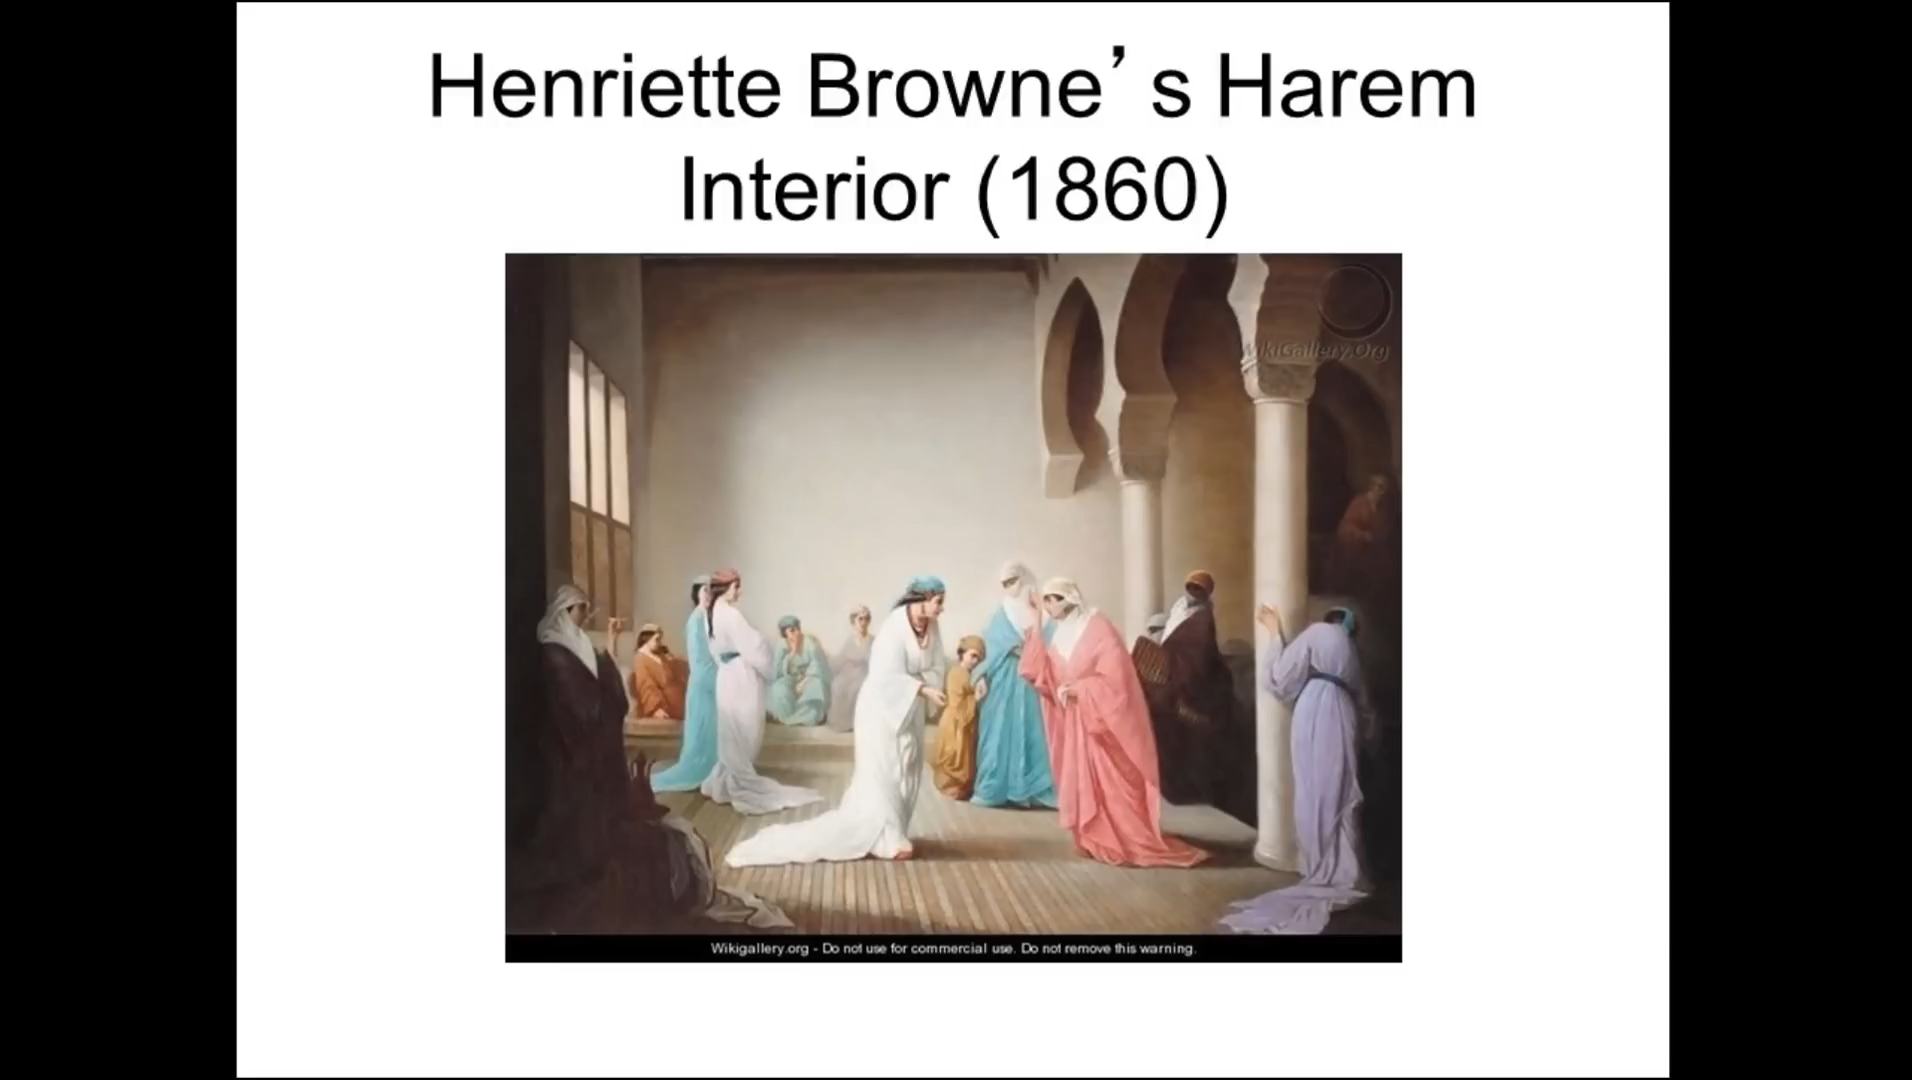 Henriette Browne’s Harem
Interior (1860)
WikiGallery.Org
Wikigallery.org - Do not use for commercial use. Do not remove this warning.